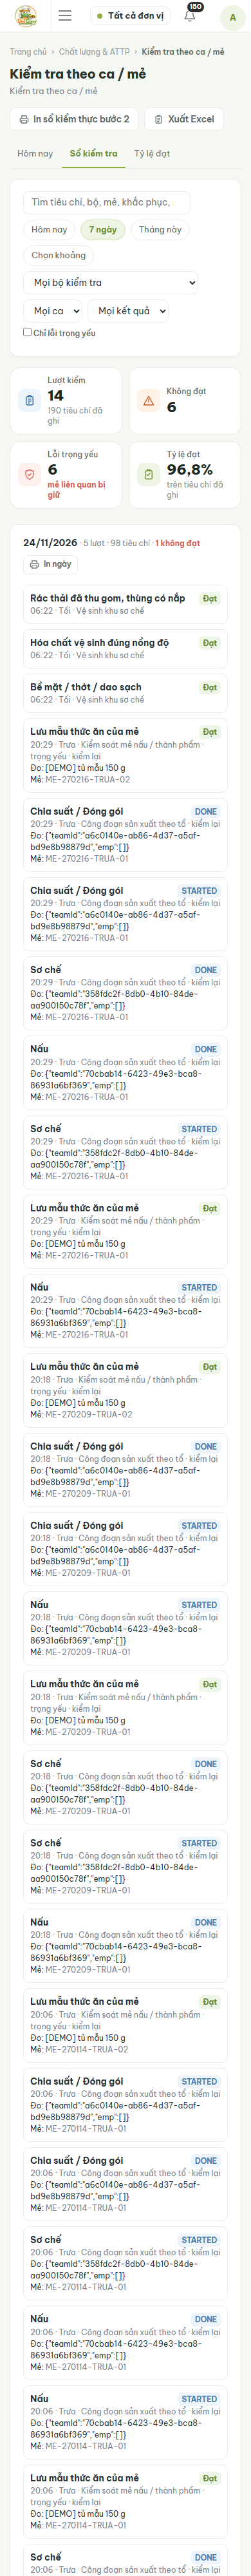 Tất cả đơn vị
150
A
Trang chủ > Chất lượng & ATTP > Kiểm tra theo ca / mẻ
Kiểm tra theo ca / mẻ
Kiểm tra theo ca / mẻ
In sổ kiểm thực bước 2
Xuất Excel
Hôm nay
Sổ kiểm tra
Tỷ lệ đạt
Tìm tiêu chí, bộ, mẻ, khắc phục,
Hôm nay
7 ngày
Tháng này
Chọn khoảng
Mọi bộ kiểm tra
Mọi ca
Mọi kết quả
Chỉ lỗi trọng yếu
Lượt kiểm
14
190 tiêu chí đã
ghi
Không đạt
6
Lỗi trọng yếu
6
mẻ liên quan bị
giữ
Tỷ lệ đạt
96,8%
trên tiêu chí đã
ghi
24/11/2026 · 5 lượt · 98 tiêu chí · 1 không đạt
In ngày
Rác thải đã thu gom, thùng có nắp Đạt
06:22 · Tối · Vệ sinh khu sơ chế
Hóa chất vệ sinh đúng nồng độ Đạt
06:22 · Tối · Vệ sinh khu sơ chế
Bề mặt / thớt / dao sạch Đạt
06:22 · Tối · Vệ sinh khu sơ chế
Lưu mẫu thức ăn của mẻ Đạt
20:29 · Trưa · Kiểm soát mẻ nấu / thành phẩm ·
trọng yếu · kiểm lại
Đo: [DEMO] tủ mẫu 150 g
Mẻ: ME-270216-TRUA-02
Chia suất / Đóng gói DONE
20:29 · Trưa · Công đoạn sản xuất theo tổ · kiểm lại
Đo: {"teamId":"a6c0140e-ab86-4d37-a5af-
bd9e8b98879d","emp":[]}
Mẻ: ME-270216-TRUA-01
Chia suất / Đóng gói STARTED
20:29 · Trưa · Công đoạn sản xuất theo tổ · kiểm lại
Đo: {"teamId":"a6c0140e-ab86-4d37-a5af-
bd9e8b98879d","emp":[]}
Mẻ: ME-270216-TRUA-01
Sơ chế DONE
20:29 · Trưa · Công đoạn sản xuất theo tổ · kiểm lại
Đo: {"teamId":"358fdc2f-8db0-4b10-84de-
aa900150c78f","emp":[]}
Mẻ: ME-270216-TRUA-01
Nấu DONE
20:29 · Trưa · Công đoạn sản xuất theo tổ · kiểm lại
Đo: {"teamId":"70cbab14-6423-49e3-bca8-
86931a6bf369","emp":[]}
Mẻ: ME-270216-TRUA-01
Sơ chế STARTED
20:29 · Trưa · Công đoạn sản xuất theo tổ · kiểm lại
Đo: {"teamId":"358fdc2f-8db0-4b10-84de-
aa900150c78f","emp":[]}
Mẻ: ME-270216-TRUA-01
Lưu mẫu thức ăn của mẻ Đạt
20:29 · Trưa · Kiểm soát mẻ nấu / thành phẩm ·
trọng yếu · kiểm lại
Đo: [DEMO] tủ mẫu 150 g
Mẻ: ME-270216-TRUA-01
Nấu STARTED
20:29 · Trưa · Công đoạn sản xuất theo tổ · kiểm lại
Đo: {"teamId":"70cbab14-6423-49e3-bca8-
86931a6bf369","emp":[]}
Mẻ: ME-270216-TRUA-01
Lưu mẫu thức ăn của mẻ Đạt
20:18 · Trưa · Kiểm soát mẻ nấu / thành phẩm ·
trọng yếu · kiểm lại
Đo: [DEMO] tủ mẫu 150 g
Mẻ: ME-270209-TRUA-02
Chia suất / Đóng gói DONE
20:18 · Trưa · Công đoạn sản xuất theo tổ · kiểm lại
Đo: {"teamId":"a6c0140e-ab86-4d37-a5af-
bd9e8b98879d","emp":[]}
Mẻ: ME-270209-TRUA-01
Chia suất / Đóng gói STARTED
20:18 · Trưa · Công đoạn sản xuất theo tổ · kiểm lại
Đo: {"teamId":"a6c0140e-ab86-4d37-a5af-
bd9e8b98879d","emp":[]}
Mẻ: ME-270209-TRUA-01
Nấu STARTED
20:18 · Trưa · Công đoạn sản xuất theo tổ · kiểm lại
Đo: {"teamId":"70cbab14-6423-49e3-bca8-
86931a6bf369","emp":[]}
Mẻ: ME-270209-TRUA-01
Lưu mẫu thức ăn của mẻ Đạt
20:18 · Trưa · Kiểm soát mẻ nấu / thành phẩm ·
trọng yếu · kiểm lại
Đo: [DEMO] tủ mẫu 150 g
Mẻ: ME-270209-TRUA-01
Sơ chế DONE
20:18 · Trưa · Công đoạn sản xuất theo tổ · kiểm lại
Đo: {"teamId":"358fdc2f-8db0-4b10-84de-
aa900150c78f","emp":[]}
Mẻ: ME-270209-TRUA-01
Sơ chế STARTED
20:18 · Trưa · Công đoạn sản xuất theo tổ · kiểm lại
Đo: {"teamId":"358fdc2f-8db0-4b10-84de-
aa900150c78f","emp":[]}
Mẻ: ME-270209-TRUA-01
Nấu DONE
20:18 · Trưa · Công đoạn sản xuất theo tổ · kiểm lại
Đo: {"teamId":"70cbab14-6423-49e3-bca8-
86931a6bf369","emp":[]}
Mẻ: ME-270209-TRUA-01
Lưu mẫu thức ăn của mẻ Đạt
20:06 · Trưa · Kiểm soát mẻ nấu / thành phẩm ·
trọng yếu · kiểm lại
Đo: [DEMO] tủ mẫu 150 g
Mẻ: ME-270114-TRUA-02
Chia suất / Đóng gói STARTED
20:06 · Trưa · Công đoạn sản xuất theo tổ · kiểm lại
Đo: {"teamId":"a6c0140e-ab86-4d37-a5af-
bd9e8b98879d","emp":[]}
Mẻ: ME-270114-TRUA-01
Chia suất / Đóng gói DONE
20:06 · Trưa · Công đoạn sản xuất theo tổ · kiểm lại
Đo: {"teamId":"a6c0140e-ab86-4d37-a5af-
bd9e8b98879d","emp":[]}
Mẻ: ME-270114-TRUA-01
Sơ chế STARTED
20:06 · Trưa · Công đoạn sản xuất theo tổ · kiểm lại
Đo: {"teamId":"358fdc2f-8db0-4b10-84de-
aa900150c78f","emp":[]}
Mẻ: ME-270114-TRUA-01
Nấu DONE
20:06 · Trưa · Công đoạn sản xuất theo tổ · kiểm lại
Đo: {"teamId":"70cbab14-6423-49e3-bca8-
86931a6bf369","emp":[]}
Mẻ: ME-270114-TRUA-01
Nấu STARTED
20:06 · Trưa · Công đoạn sản xuất theo tổ · kiểm lại
Đo: {"teamId":"70cbab14-6423-49e3-bca8-
86931a6bf369","emp":[]}
Mẻ: ME-270114-TRUA-01
Lưu mẫu thức ăn của mẻ Đạt
20:06 · Trưa · Kiểm soát mẻ nấu / thành phẩm ·
trọng yếu · kiểm lại
Đo: [DEMO] tủ mẫu 150 g
Mẻ: ME-270114-TRUA-01
Sơ chế DONE
20:06 · Trưa · Công đoạn sản xuất theo tổ · kiểm lại